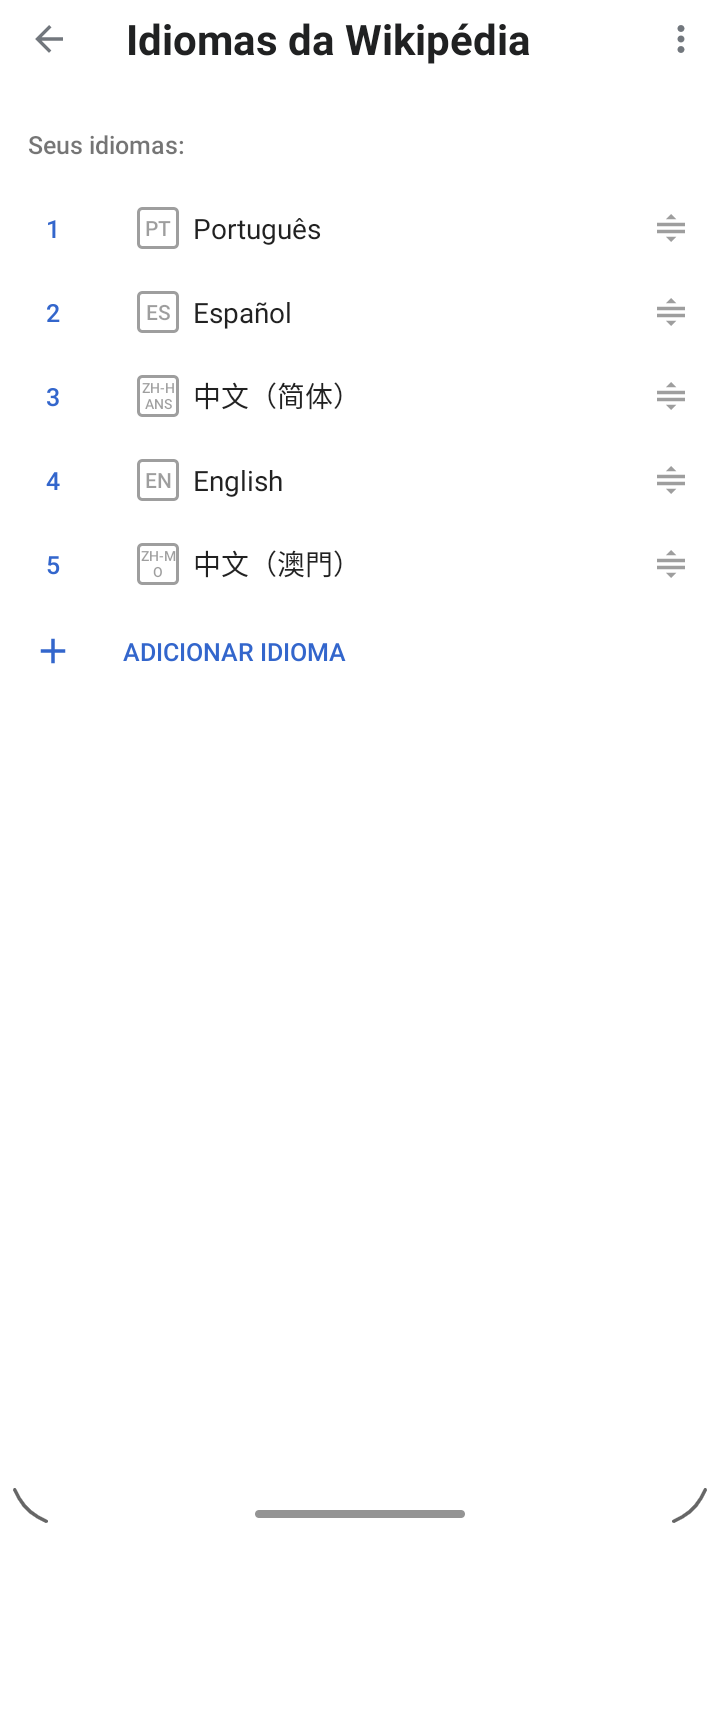 Idiomas da Wikipédia
Seus idiomas:
1 PT Português
2 ES Español
3 ZH-HANS 中文（简体）
4 EN English
5 ZH-MO 中文（澳門）
ADICIONAR IDIOMA